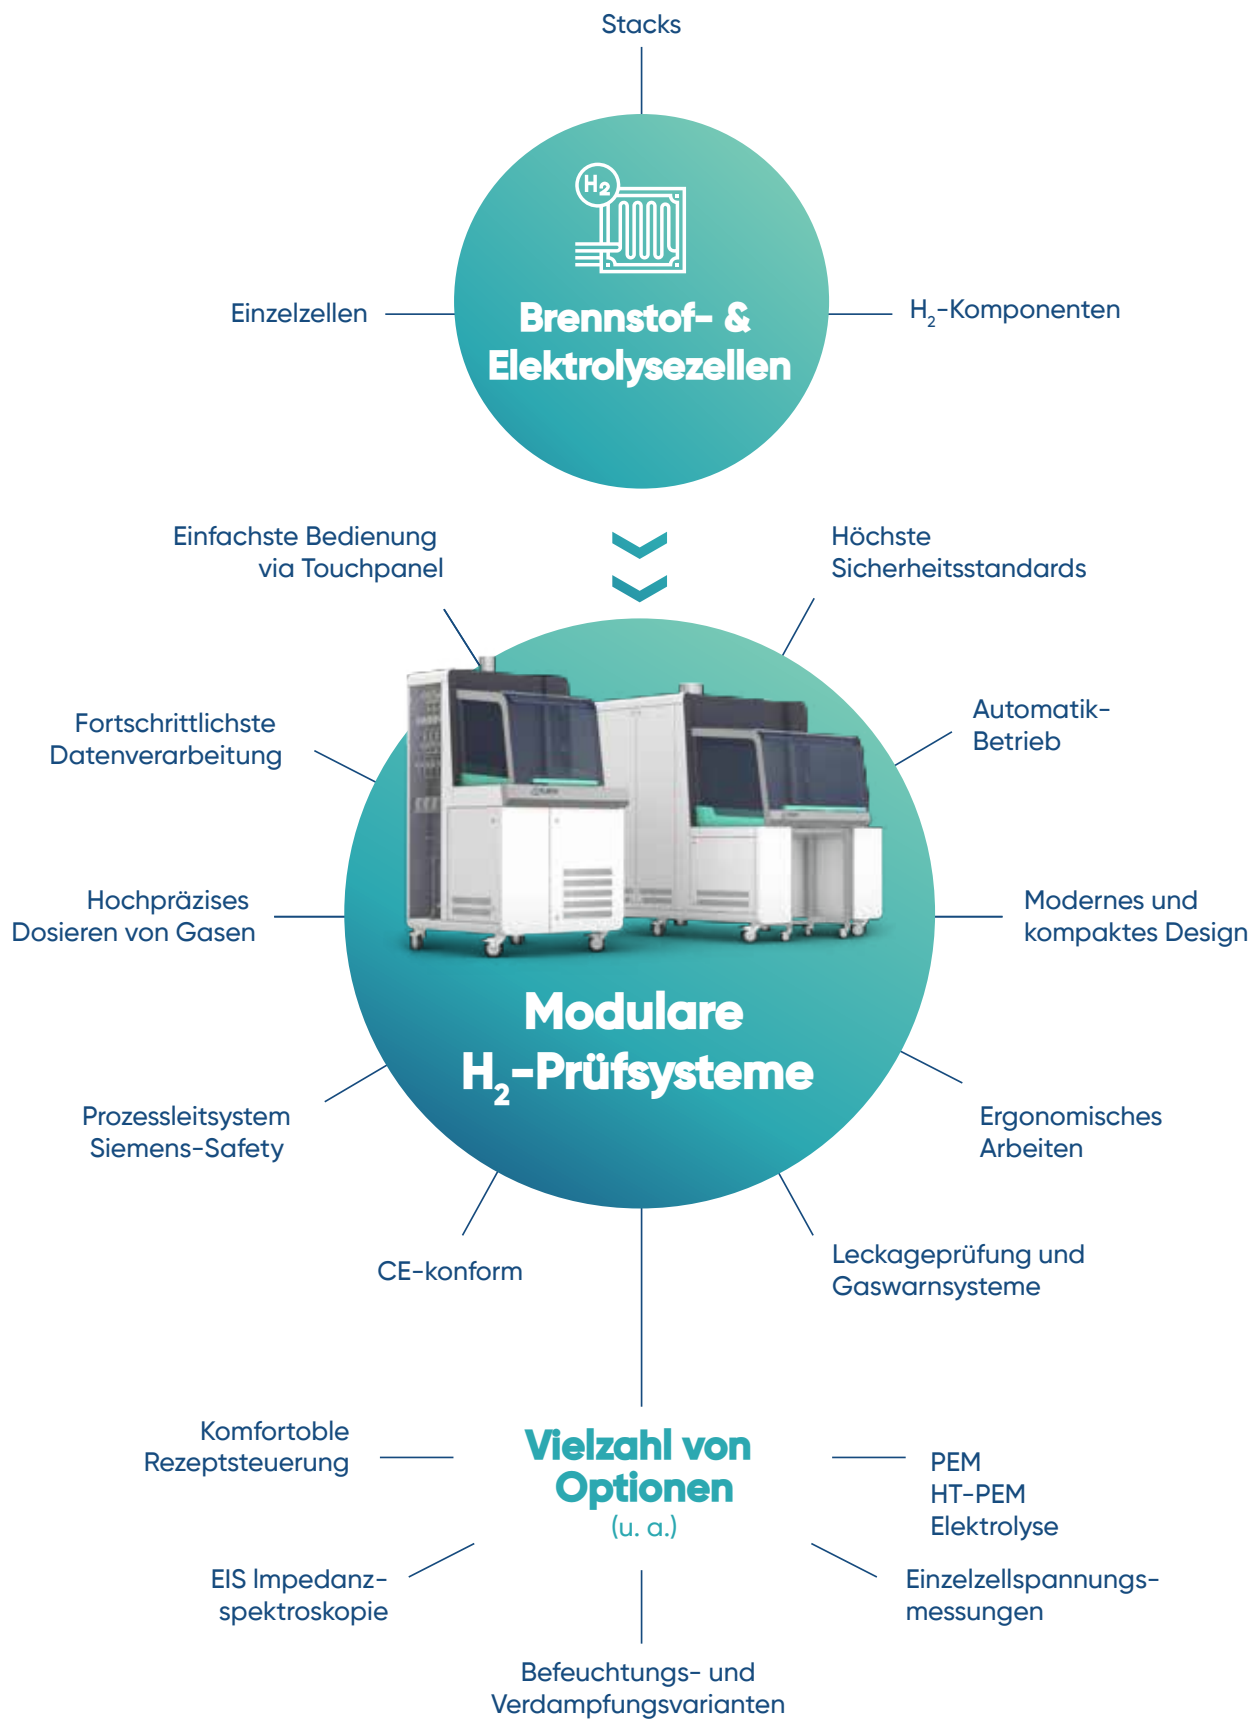 Stacks
H₂
Einzelzellen
Brennstof- &
Elektrolysezellen
H₂-Komponenten
Einfachste Bedienung
via Touchpanel
Höchste
Sicherheitsstandards
Fortschrittlichste
Datenverarbeitung
Automatik-
Betrieb
Hochpräzises
Dosieren von Gasen
Modernes und
kompaktes Design
Modulare
H₂-Prüfsysteme
Prozessleitsystem
Siemens-Safety
Ergonomisches
Arbeiten
CE-konform
Leckageprüfung und
Gaswarnsysteme
Komfortoble
Rezeptsteuerung
Vielzahl von
Optionen
(u. a.)
PEM
HT-PEM
Elektrolyse
EIS Impedanz-
spektroskopie
Einzelzellspannungs-
messungen
Befeuchtungs- und
Verdampfungsvarianten